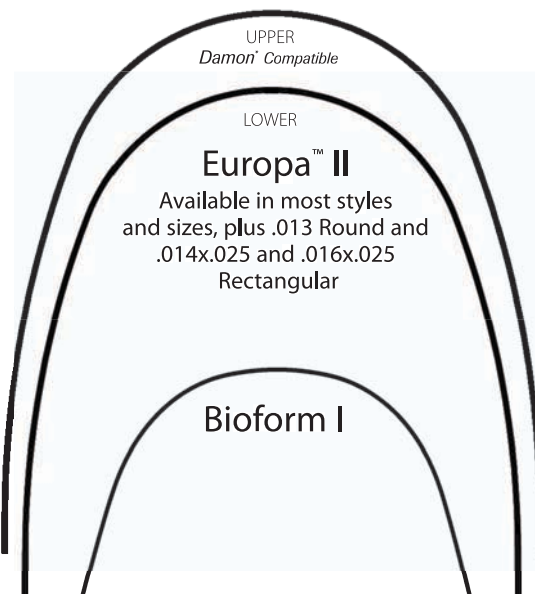 UPPER
Damon* Compatible
LOWER
Europa™ II
Available in most styles
and sizes, plus .013 Round and
.014x.025 and .016x.025
Rectangular
Bioform I